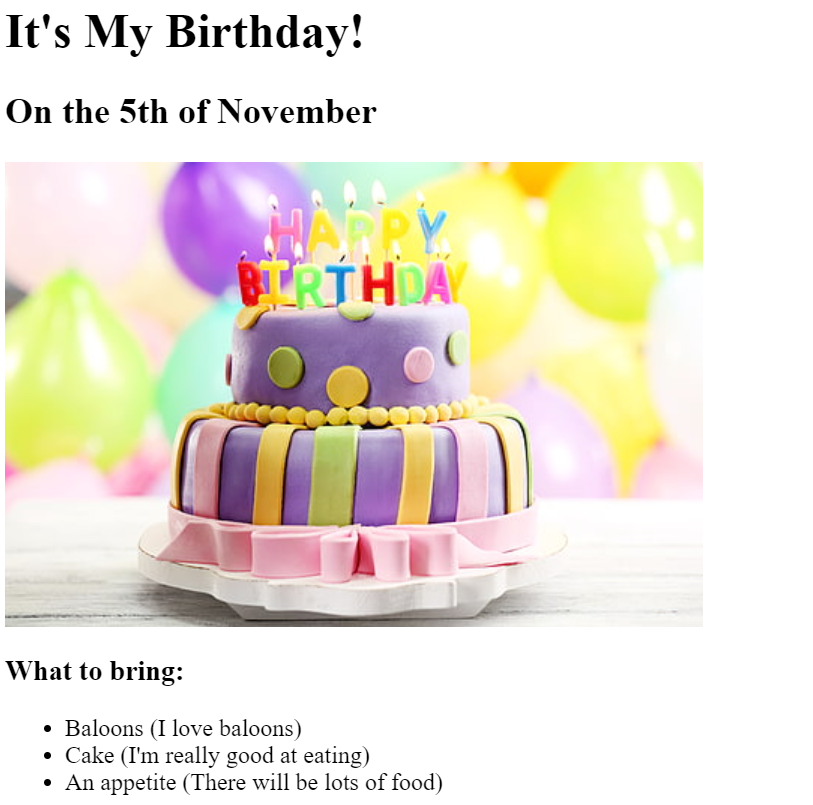 It's My Birthday!
On the 5th of November
HAPPY
BIRTHDAY
What to bring:
Baloons (I love baloons)
Cake (I'm really good at eating)
An appetite (There will be lots of food)